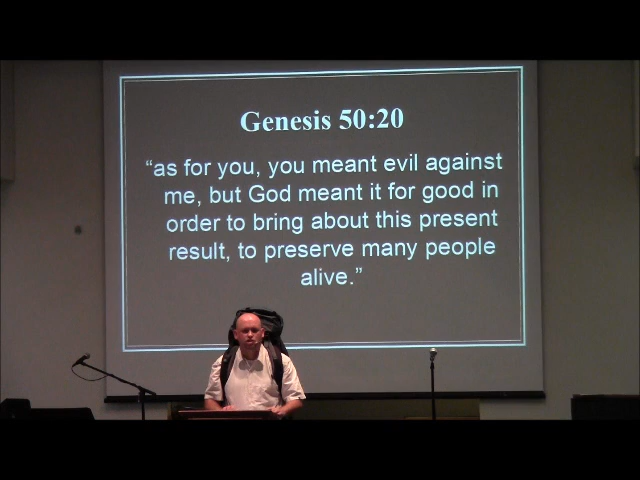 Genesis 50:20
“as for you, you meant evil against
me, but God meant it for good in
order to bring about this present
result, to preserve many people
alive.”